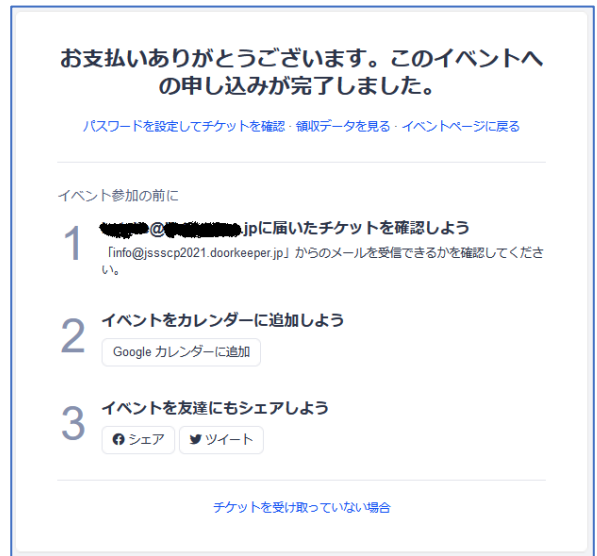 お支払いありがとうございます。このイベントへ
の申し込みが完了しました。
パスワードを設定してチケットを確認 · 領収データを見る · イベントページに戻る
イベント参加の前に
1
@ .jpに届いたチケットを確認しよう
「info@jssscp2021.doorkeeper.jp」からのメールを受信できるかを確認してくださ
い。
2
イベントをカレンダーに追加しよう
Google カレンダーに追加
3
イベントを友達にもシェアしよう
シェア ツイート
チケットを受け取っていない場合